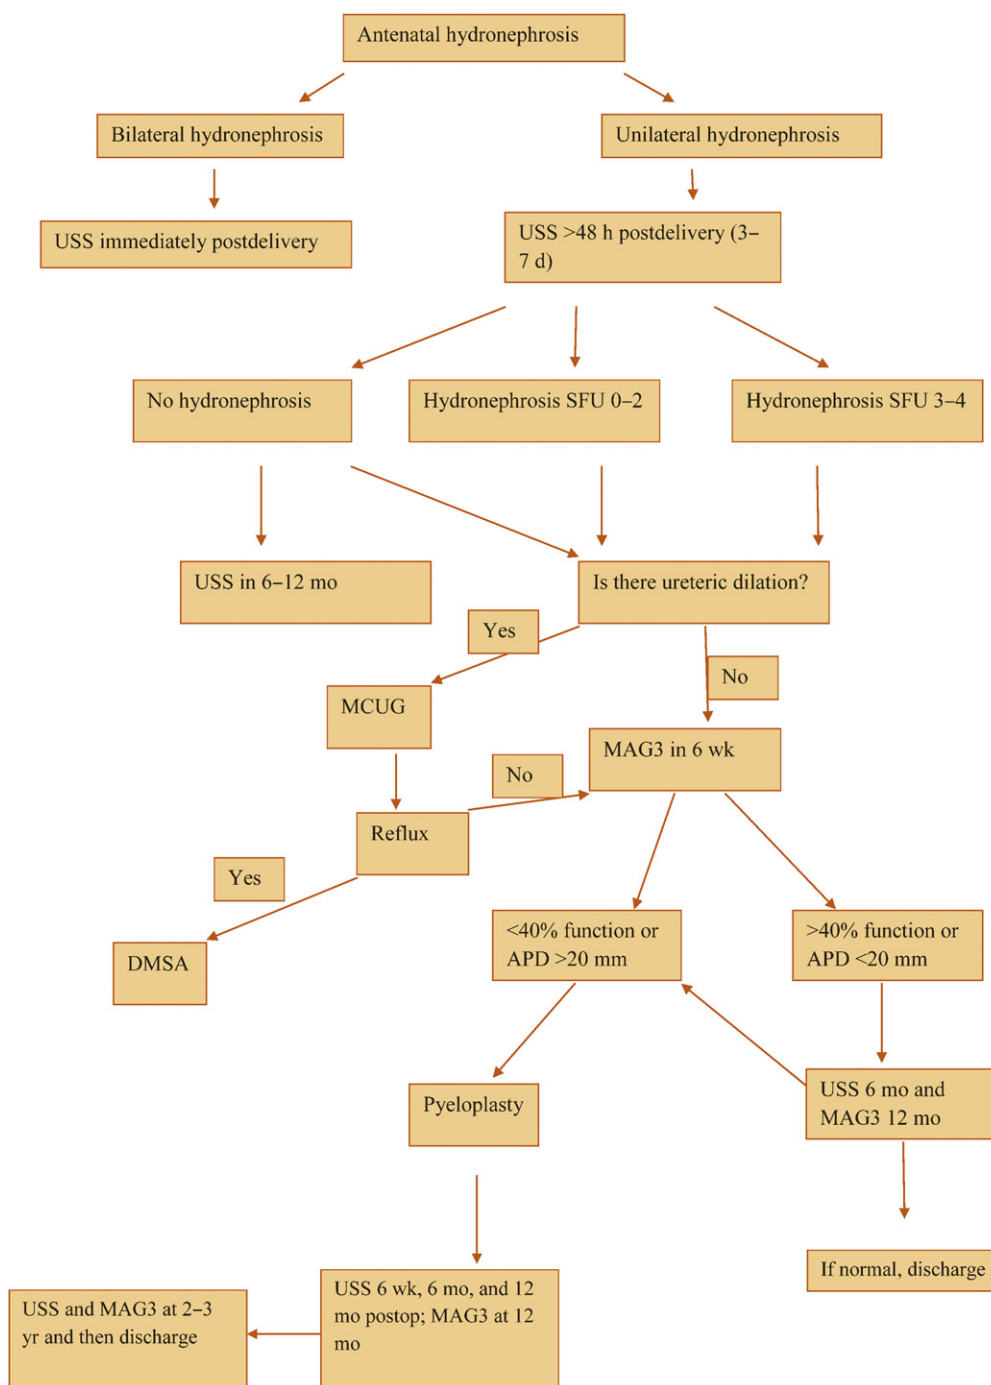 Antenatal hydronephrosis
Bilateral hydronephrosis
Unilateral hydronephrosis
USS immediately postdelivery
USS >48 h postdelivery (3–
7 d)
No hydronephrosis
Hydronephrosis SFU 0–2
Hydronephrosis SFU 3–4
USS in 6–12 mo
Is there ureteric dilation?
Yes
No
MCUG
MAG3 in 6 wk
No
Reflux
Yes
DMSA
<40% function or
APD >20 mm
>40% function or
APD <20 mm
Pyeloplasty
USS 6 mo and
MAG3 12 mo
If normal, discharge
USS 6 wk, 6 mo, and 12
mo postop; MAG3 at 12
mo
USS and MAG3 at 2–3
yr and then discharge